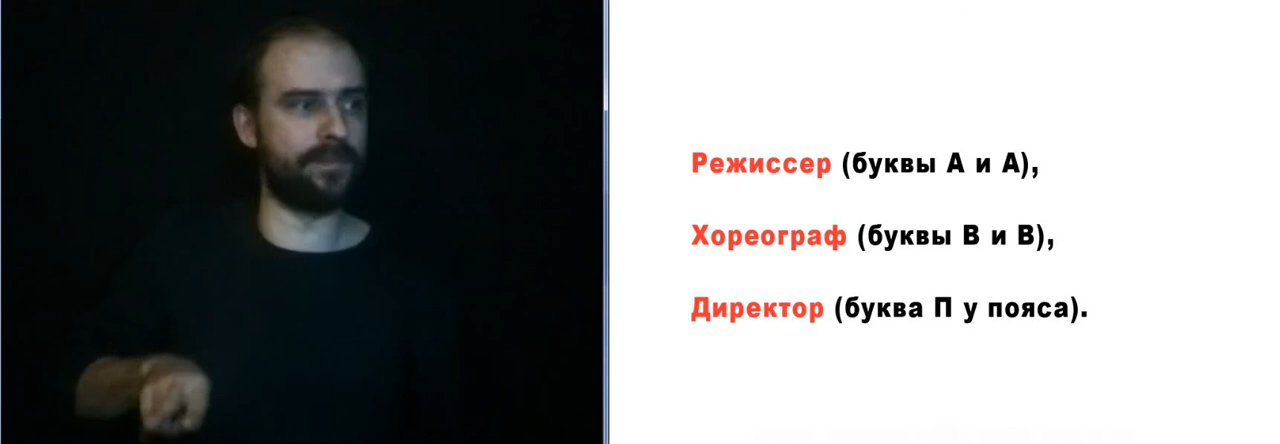 Режиссер (буквы А и А),
Хореограф (буквы В и В),
Директор (буква П у пояса).